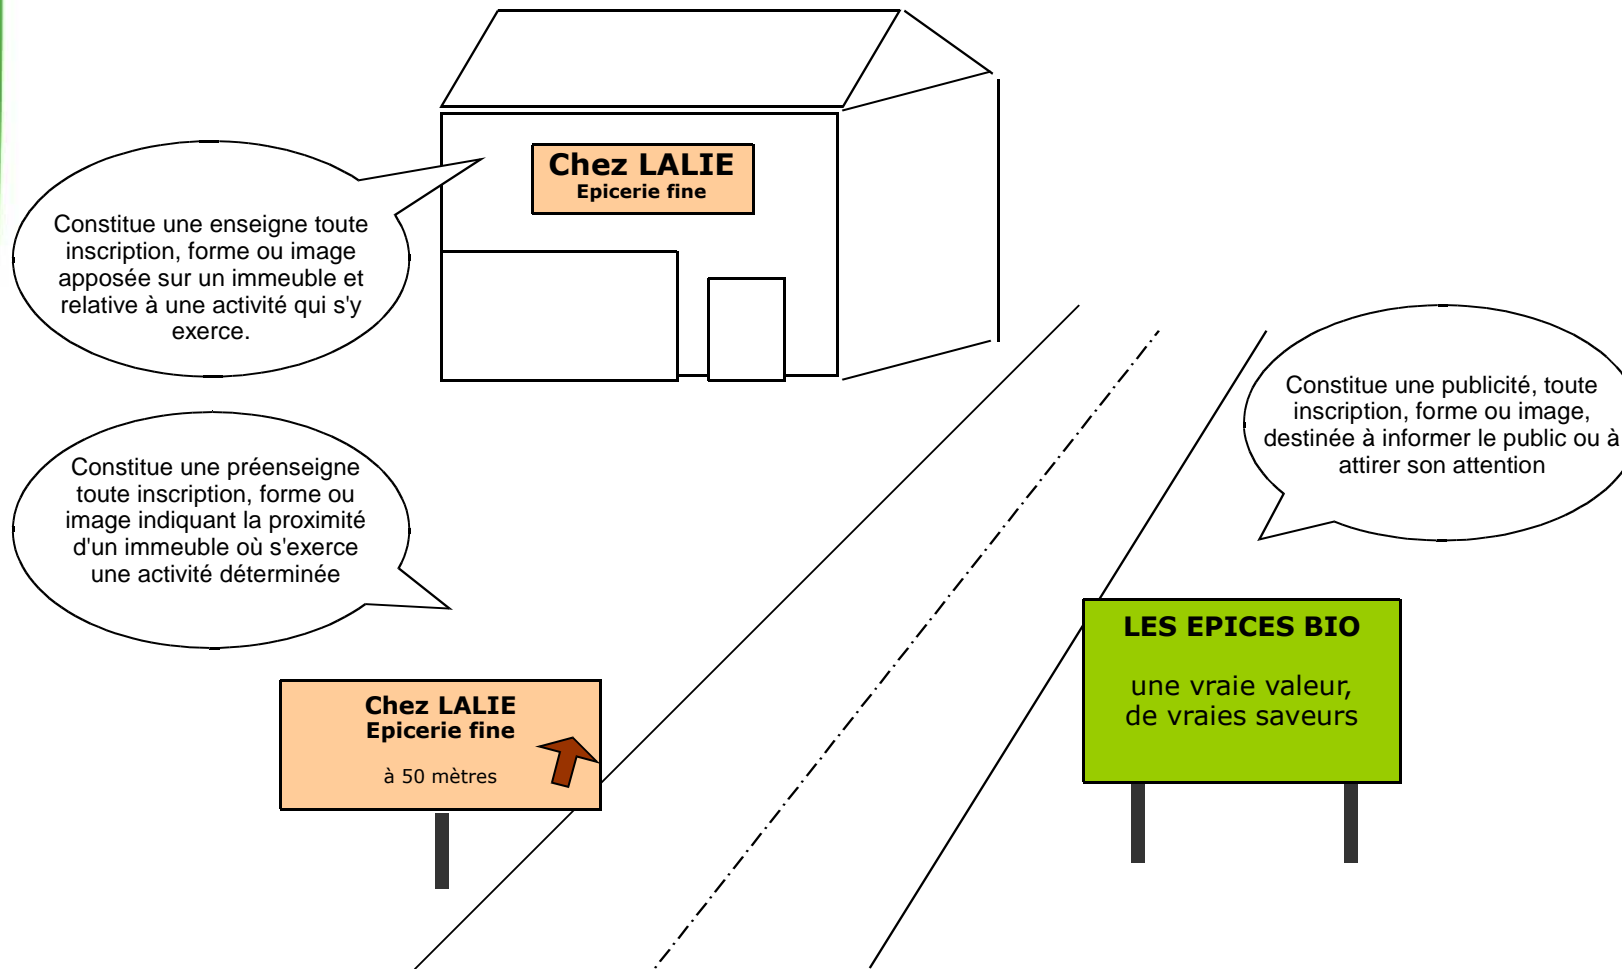 Chez LALIE
Epicerie fine
Constitue une enseigne toute
inscription, forme ou image
apposée sur un immeuble et
relative à une activité qui s'y
exerce.
Constitue une publicité, toute
inscription, forme ou image,
destinée à informer le public ou à
attirer son attention
Constitue une préenseigne
toute inscription, forme ou
image indiquant la proximité
d'un immeuble où s'exerce
une activité déterminée
LES EPICES BIO
une vraie valeur,
de vraies saveurs
Chez LALIE
Epicerie fine
à 50 mètres